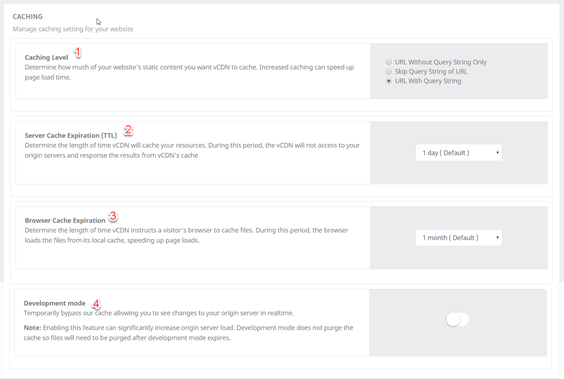 CACHING
Manage caching setting for your website
Caching Level 1
Determine how much of your website's static content you want vCDN to cache. Increased caching can speed up
page load time.
URL Without Query String Only
Skip Query String of URL
URL With Query String
Server Cache Expiration (TTL) 2
Determine the length of time vCDN will cache your resources. During this period, the vCDN will not access to your
origin servers and response the results from vCDN's cache
1 day ( Default )
Browser Cache Expiration 3
Determine the length of time vCDN instructs a visitor's browser to cache files. During this period, the browser
loads the files from its local cache, speeding up page loads.
1 month ( Default )
Development mode 4
Temporarily bypass our cache allowing you to see changes to your origin server in realtime.
Note: Enabling this feature can significantly increase origin server load. Development mode does not purge the
cache so files will need to be purged after development mode expires.